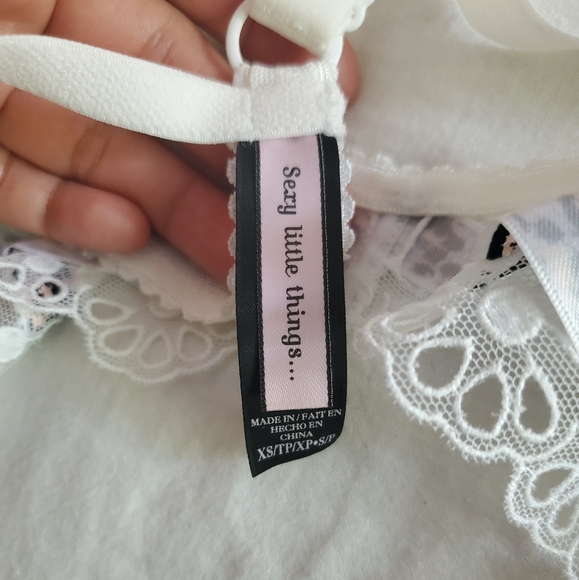 Sexy little things...
MADE IN / FAIT EN
HECHO EN
CHINA
XS/TP/XP•S/P